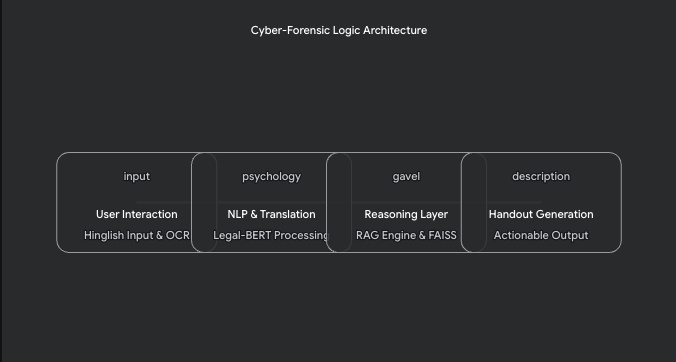 Cyber-Forensic Logic Architecture
input
psychology
gavel
description
User Interaction
NLP & Translation
Reasoning Layer
Handout Generation
Hinglish Input & OCR
Legal-BERT Processing
RAG Engine & FAISS
Actionable Output